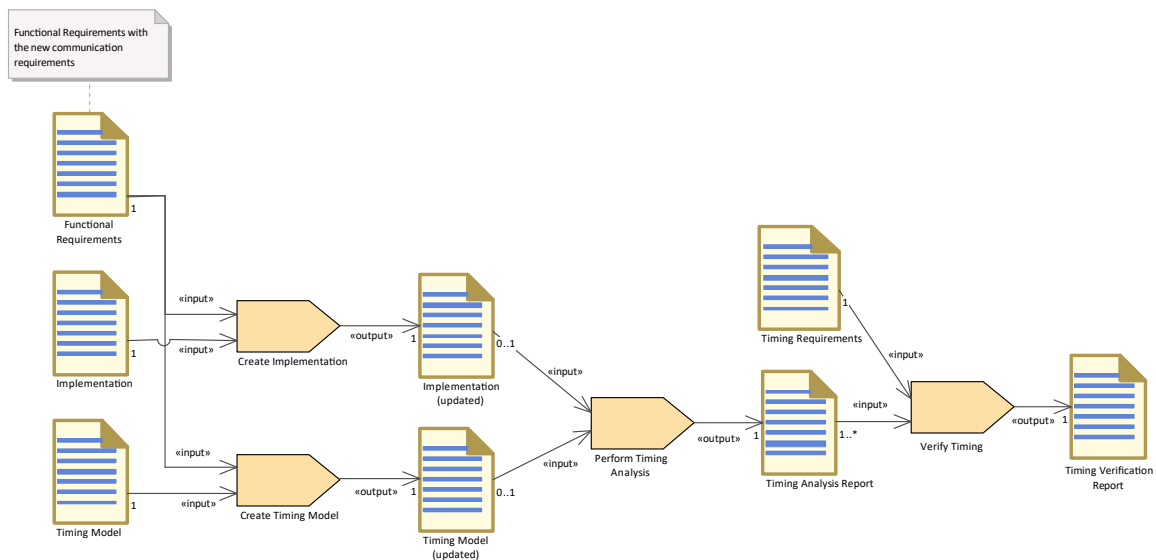 Functional Requirements with
the new communication
requirements
1
Functional
Requirements
«input»
«input»
1
Implementation
Create Implementation
«output»
1
0..1
Implementation
(updated)
«input»
«input»
1
Timing Model
Create Timing Model
«output»
1
0..1
Timing Model
(updated)
«input»
«input»
Perform Timing
Analysis
«output»
1
1
Timing Requirements
«input»
«input»
1..*
Timing Analysis Report
Verify Timing
«output»
1
Timing Verification
Report